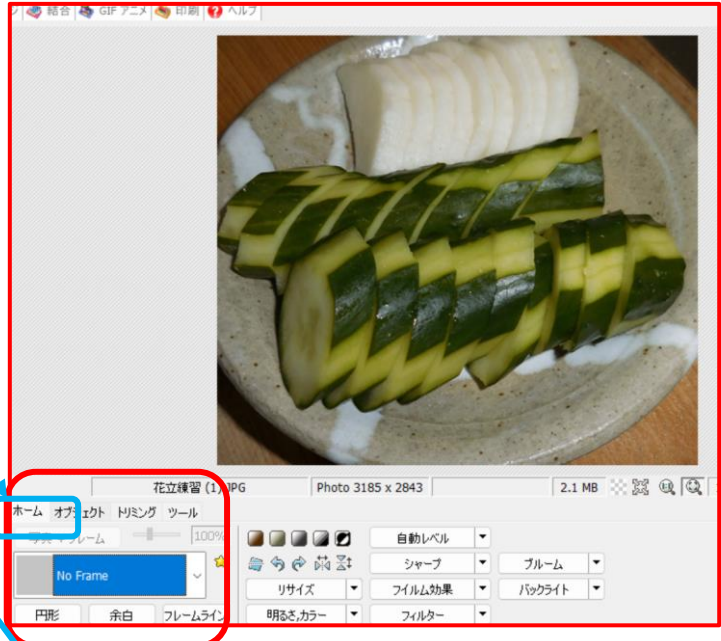 結合 GIF アニメ 印刷 ヘルプ
花立練習 (1).JPG Photo 3185 x 2843 2.1 MB
ホーム オブジェクト トリミング ツール
100%
自動レベル
No Frame シャープ ブルーム
リサイズ フィルム効果 バックライト
円形 余白 フレームライン 明るさ,カラー フィルター